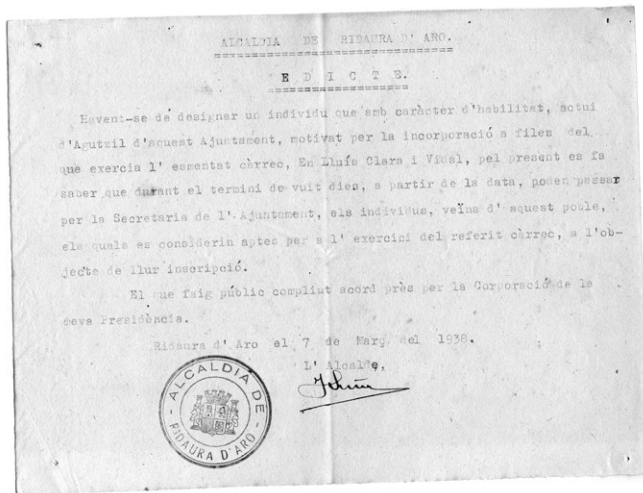 ALCALDIA DE RIDAURA D' ARO.
E D I C T E.
Havent-se de designar un individu que amb caràcter d'habilitat, actui
d'Agutzil d'aquest Ajuntament, motivat per la incorporació a files del
que exercia l' esmentat càrrec, En Lluís Clara i Vidal, pel present es fa
saber que durant el termini de vuit dies, a partir de la data, poden passar
per la Secretaria de l' Ajuntament, els individus, veïns d' aquest poble,
els quals es considerin aptes per a l' exercici del referit càrrec, a l'ob-
jecte de llur inscripció.
El que faig públic complint acord près per la Corporació de la
meva Presidència.
Ridaura d' Aro el 7 de Març del 1938.
L' Alcalde,
ALCALDIA DE
RIDAURA D'ARO